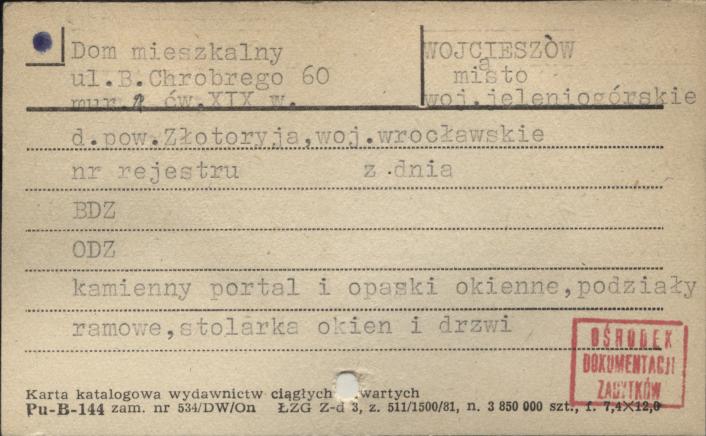 Dom mieszkalny
ul.B.Chrobrego 60
mur. ćw.XIX w.
WOJCIESZÒW
miasto
woj.jeleniogórskie
d.pow.Złotoryja,woj.wrocławskie
nr rejestru z dnia
BDZ
ODZ
kamienny portal i opaski okienne,podziały
ramowe,stolarka okien i drzwi
OŚRODEK
DOKUMENTACJI
ZABYTKÓW
Karta katalogowa wydawnictw ciągłych wartych
Pu-B-144 zam. nr 534/DW/On ŁZG Z-d 3, z. 511/1500/81, n. 3 850 000 szt., f. 7,4×12,0